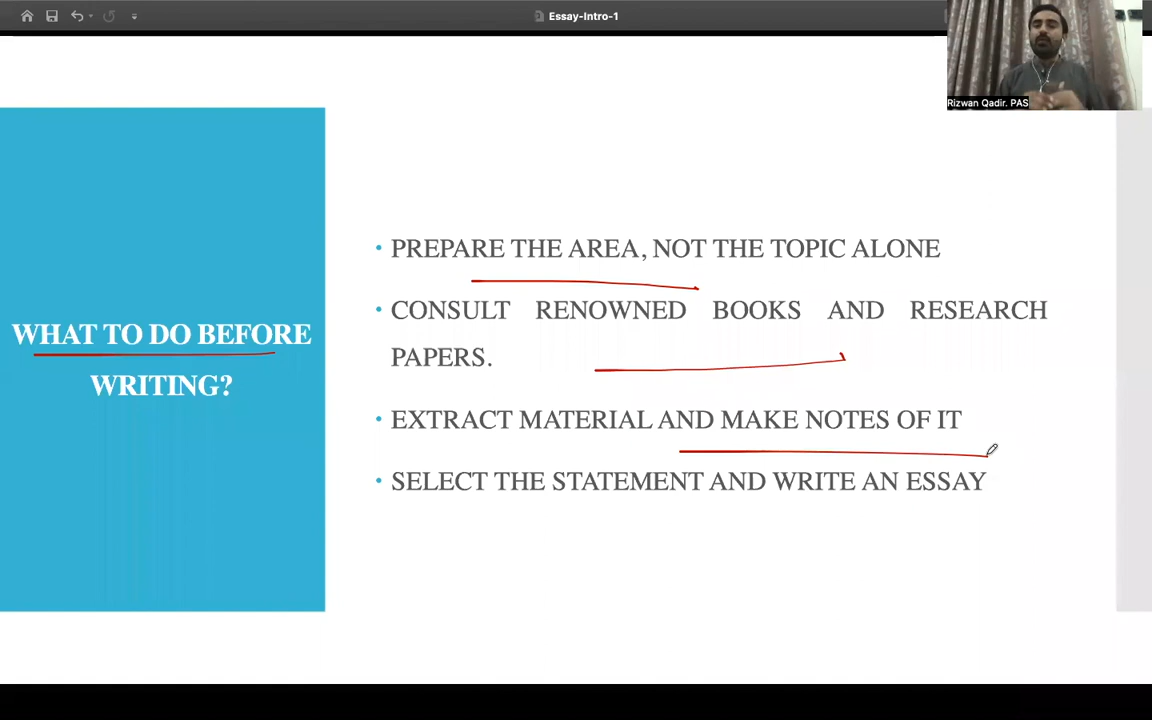 Essay-Intro-1
Rizwan Qadir. PAS
WHAT TO DO BEFORE
WRITING?
• PREPARE THE AREA, NOT THE TOPIC ALONE
• CONSULT RENOWNED BOOKS AND RESEARCH
PAPERS.
• EXTRACT MATERIAL AND MAKE NOTES OF IT
• SELECT THE STATEMENT AND WRITE AN ESSAY